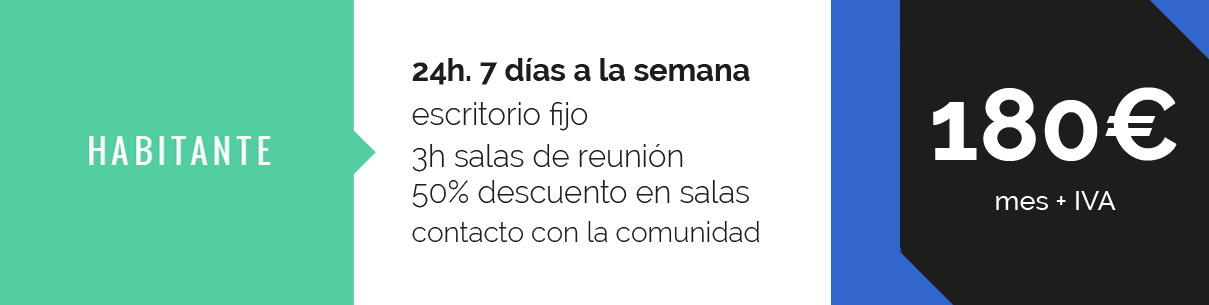 HABITANTE
24h. 7 días a la semana
escritorio fijo
3h salas de reunión
50% descuento en salas
contacto con la comunidad
180€
mes + IVA